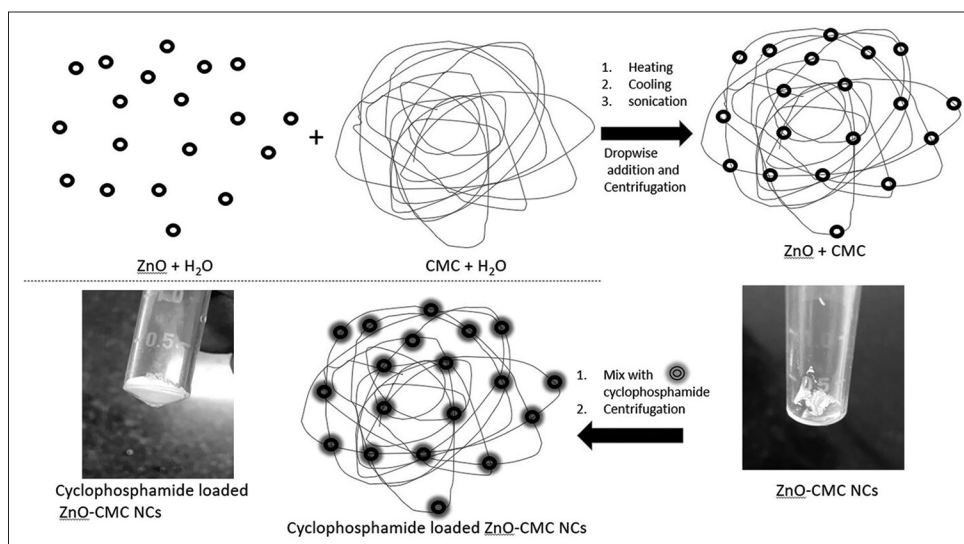 1. Heating
2. Cooling
3. sonication
+
Dropwise
addition and
Centrifugation
ZnO + H₂O
CMC + H₂O
ZnO + CMC
0.5
1. Mix with
cyclophosphamide
2. Centrifugation
Cyclophosphamide loaded
ZnO-CMC NCs
Cyclophosphamide loaded ZnO-CMC NCs
ZnO-CMC NCs